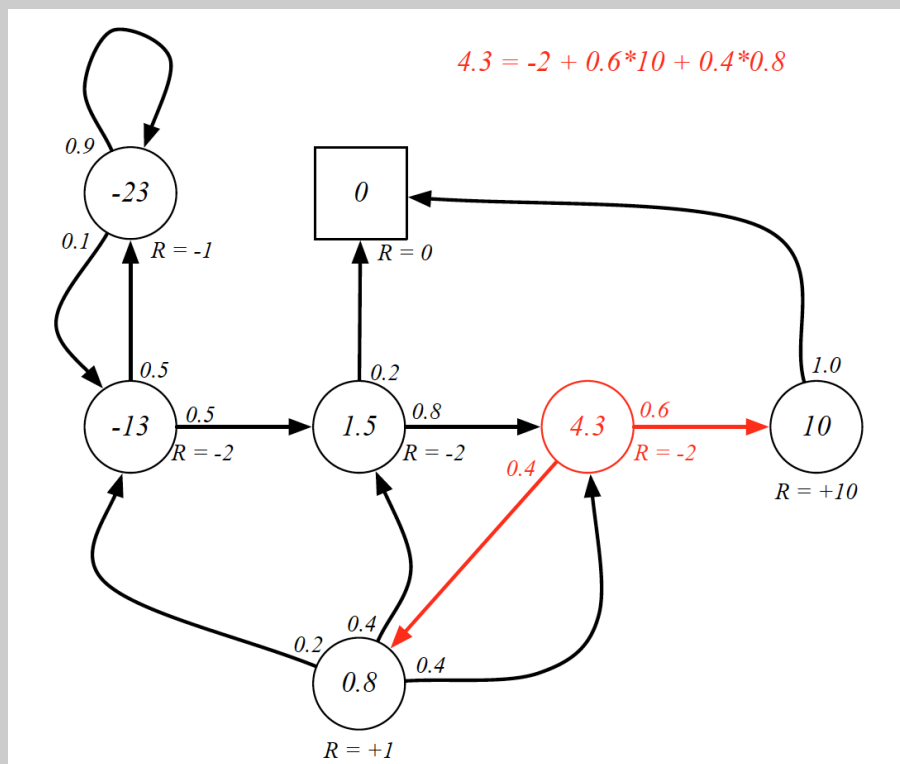 4.3 = -2 + 0.6*10 + 0.4*0.8
0.9
-23
0
0.1
R = -1
R = 0
0.5
0.2
1.0
-13
0.5
R = -2
1.5
0.8
R = -2
4.3
0.6
R = -2
10
0.4
R = +10
0.4
0.2
0.8
0.4
R = +1